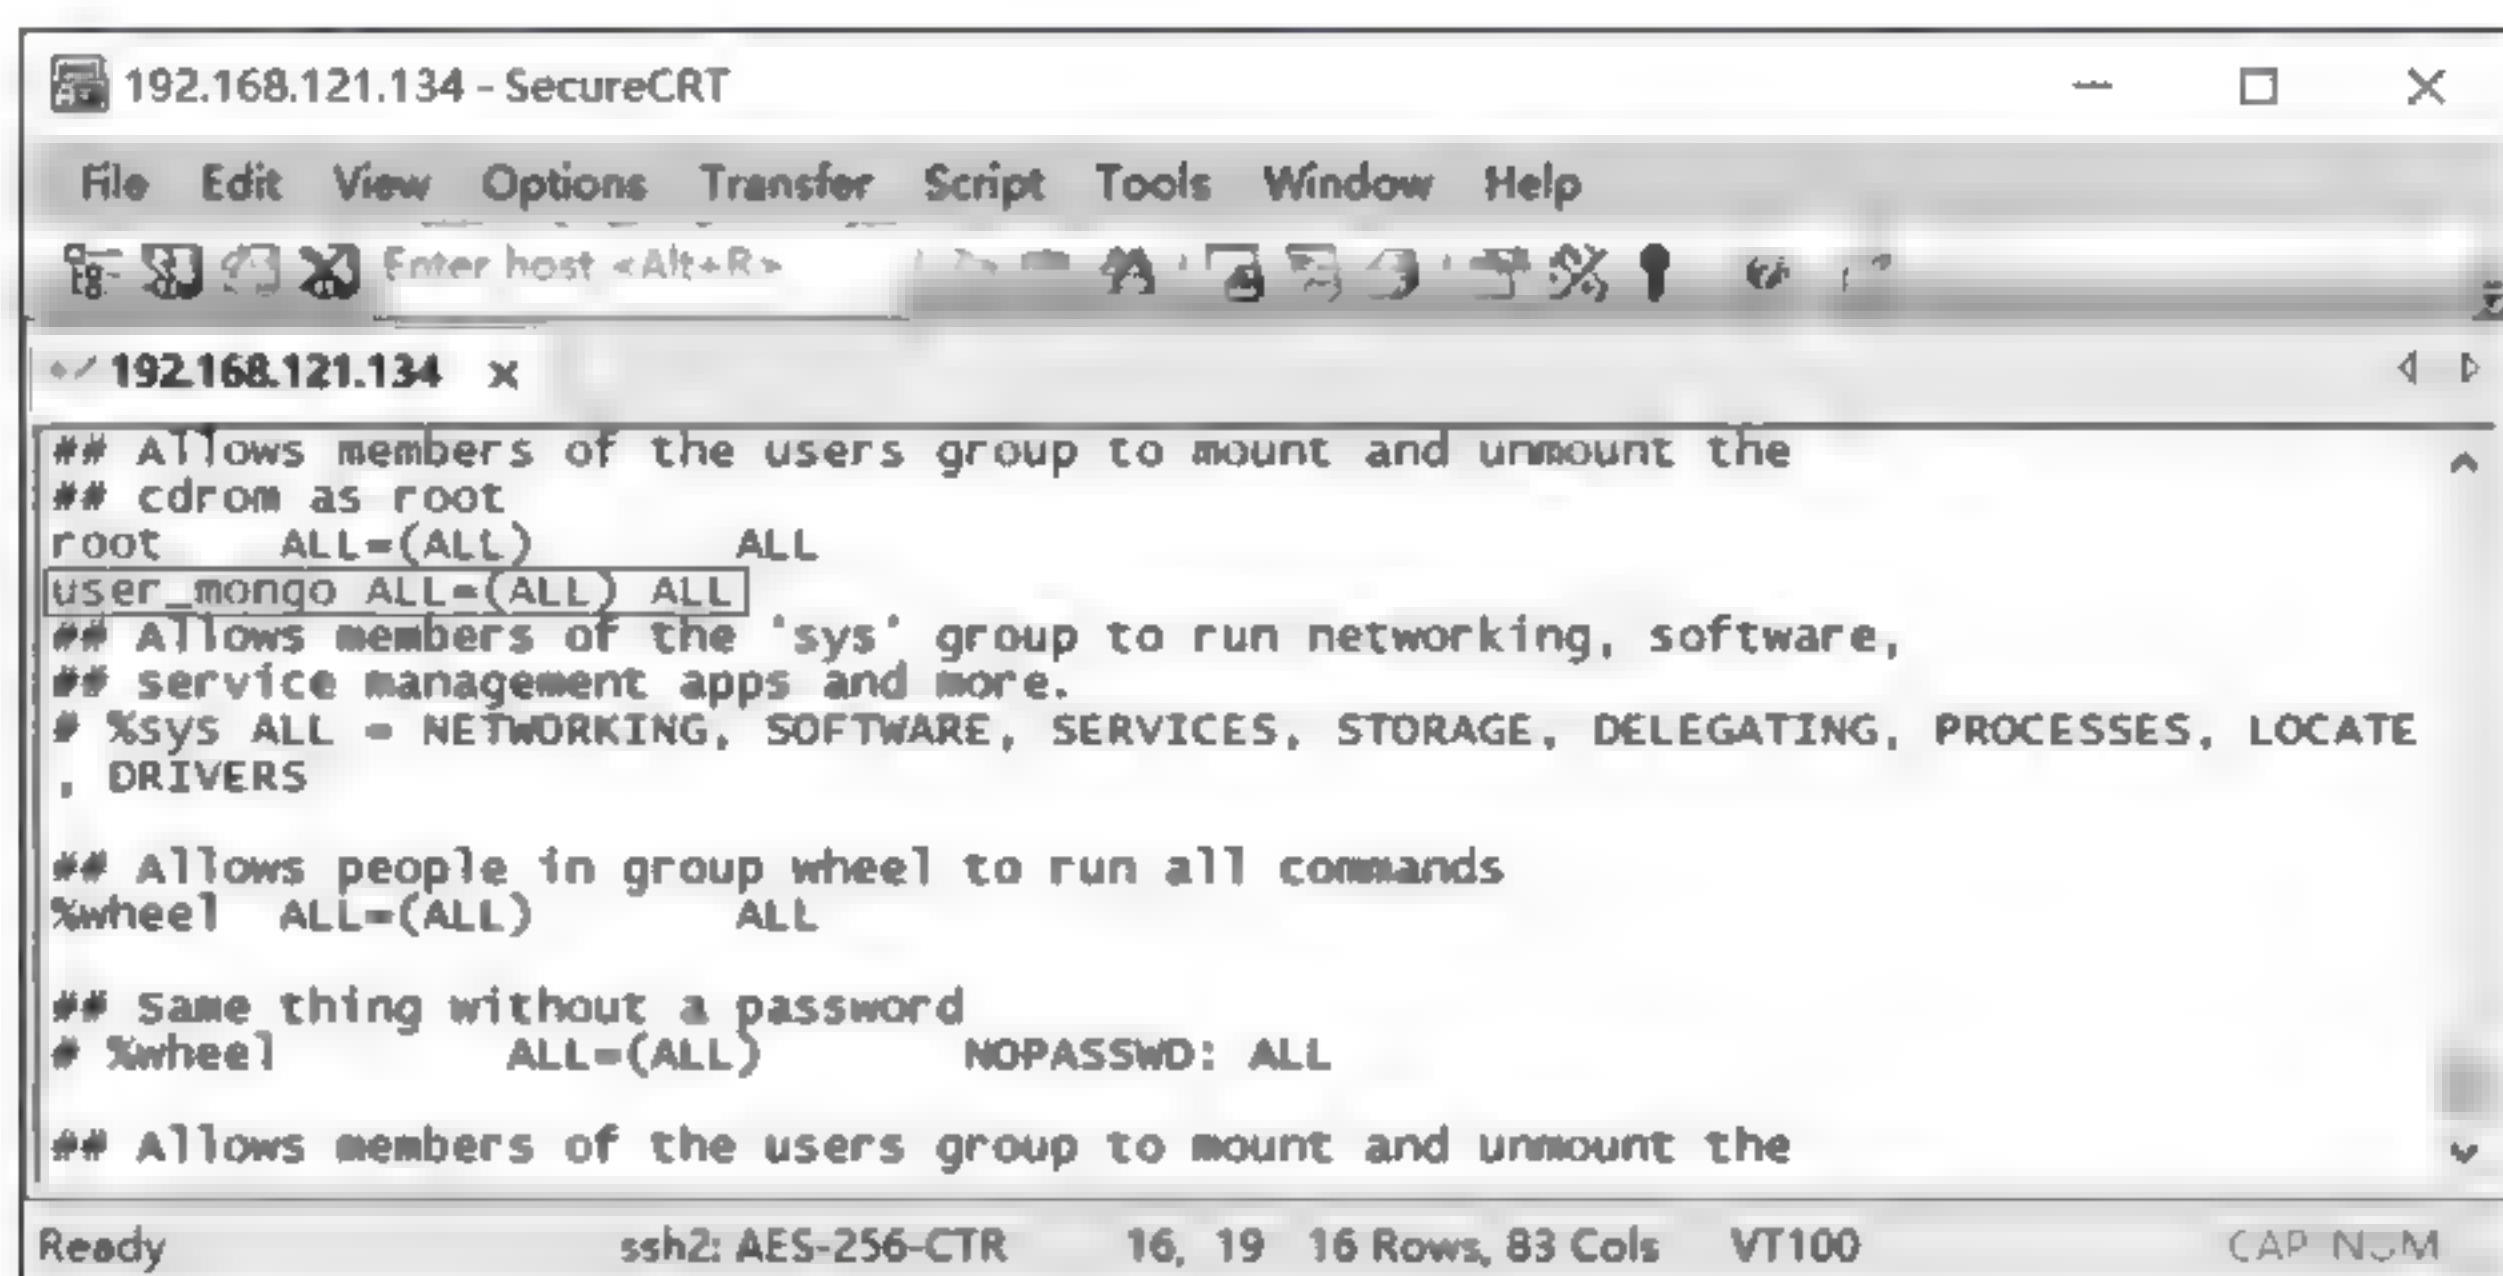 192.168.121.134 - SecureCRT
File Edit View Options Transfer Script Tools Window Help
Enter host <Alt+R>
192.168.121.134
## Allows members of the users group to mount and unmount the
## cdrom as root
root ALL=(ALL) ALL
user_mongo ALL=(ALL) ALL
## Allows members of the 'sys' group to run networking, software,
## service management apps and more.
# %sys ALL = NETWORKING, SOFTWARE, SERVICES, STORAGE, DELEGATING, PROCESSES, LOCATE
, DRIVERS
## Allows people in group wheel to run all commands
%wheel ALL=(ALL) ALL
## Same thing without a password
# %wheel ALL=(ALL) NOPASSWD: ALL
## Allows members of the users group to mount and unmount the
Ready ssh2: AES-256-CTR 16, 19 16 Rows, 83 Cols VT100 CAP NUM